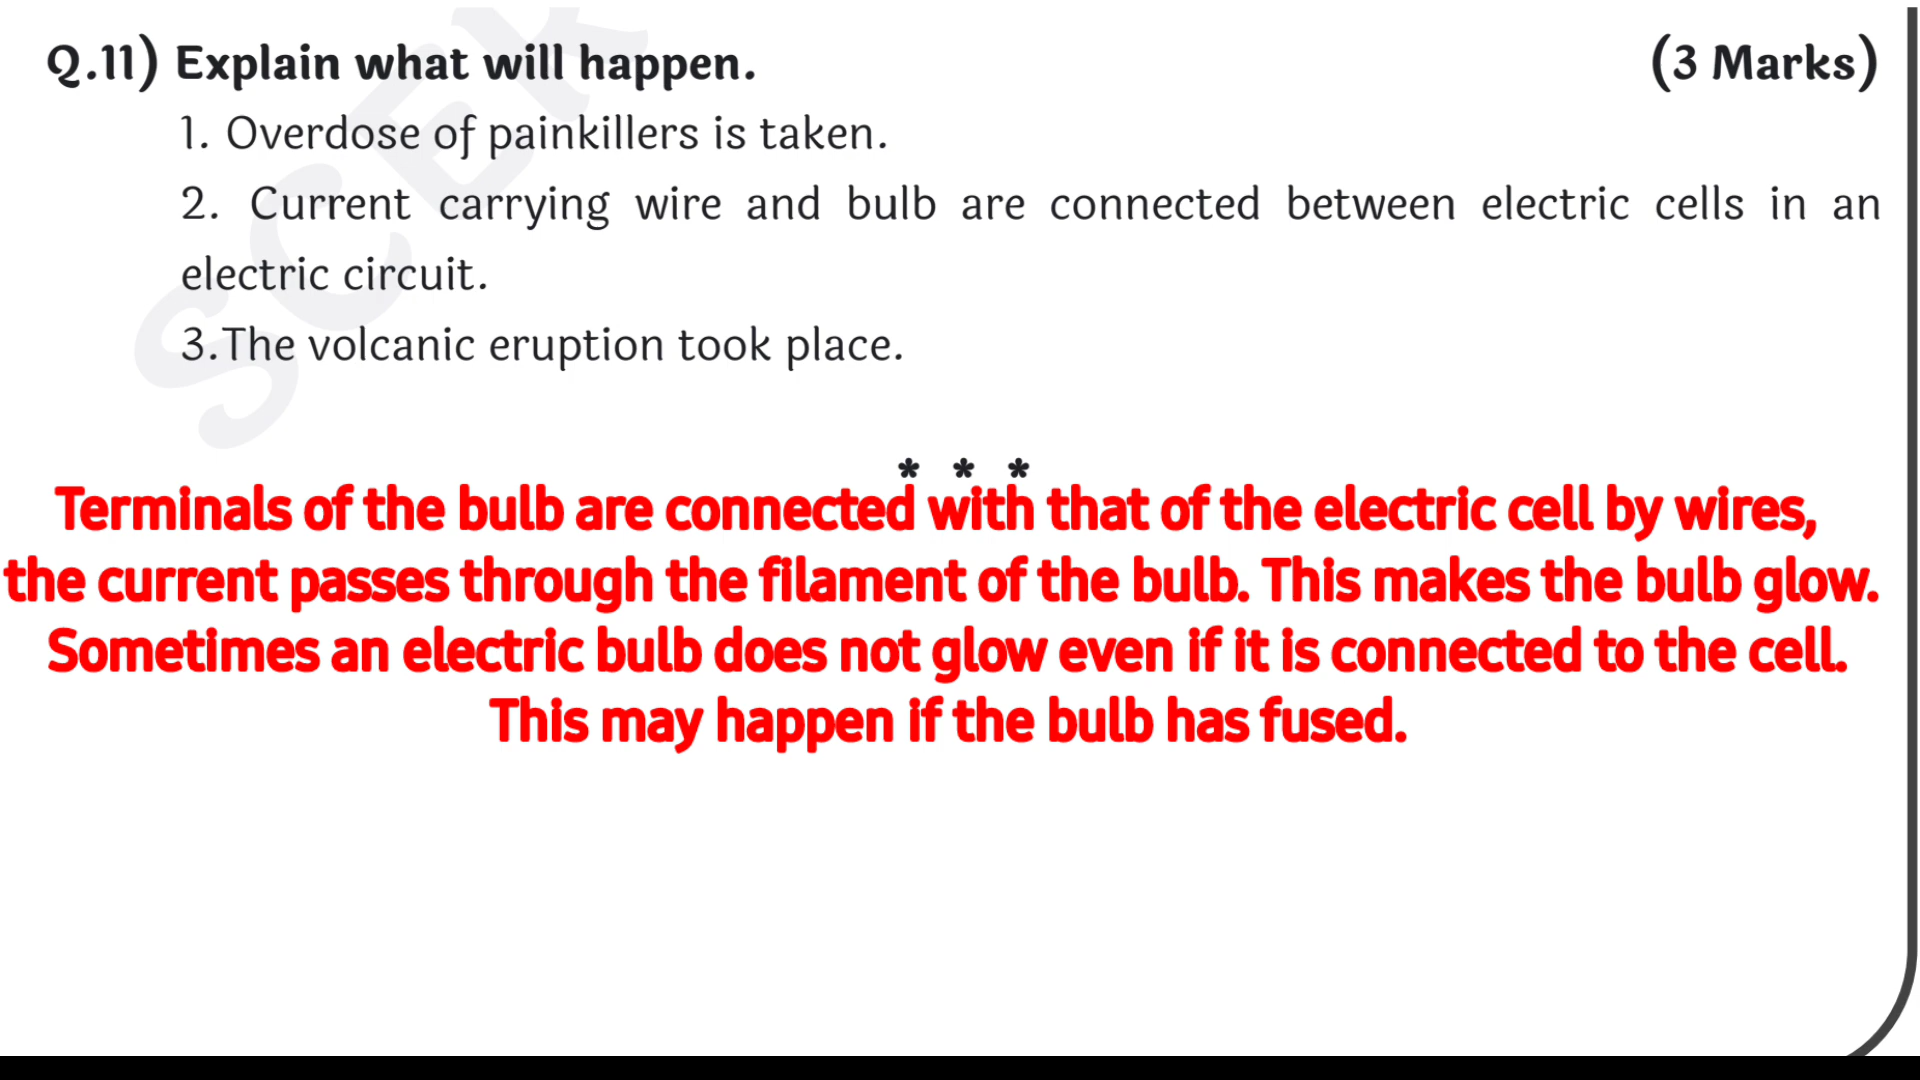 Q.11) Explain what will happen. (3 Marks)
1. Overdose of painkillers is taken.
2. Current carrying wire and bulb are connected between electric cells in an
electric circuit.
3.The volcanic eruption took place.
* * *
Terminals of the bulb are connected with that of the electric cell by wires,
the current passes through the filament of the bulb. This makes the bulb glow.
Sometimes an electric bulb does not glow even if it is connected to the cell.
This may happen if the bulb has fused.
SCER